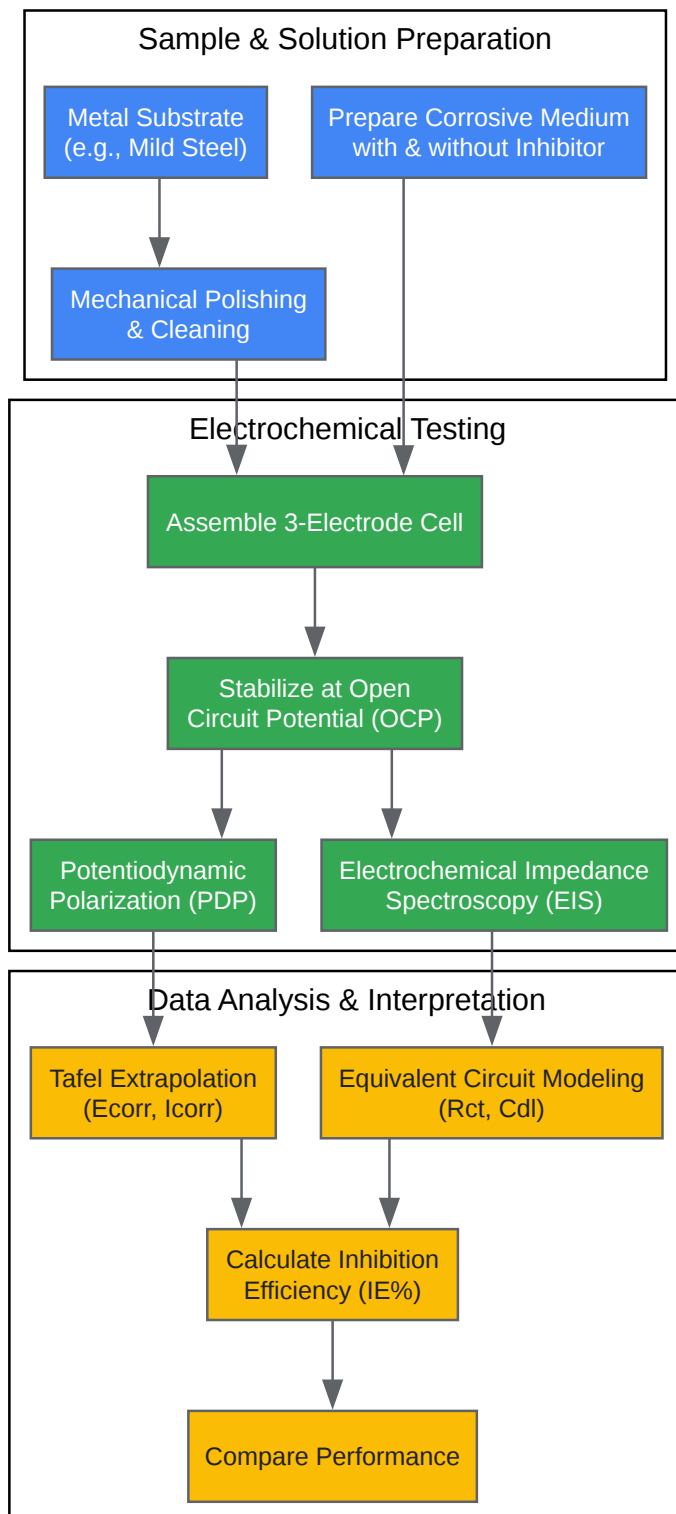 Sample & Solution Preparation
Metal Substrate
(e.g., Mild Steel)
Prepare Corrosive Medium
with & without Inhibitor
Mechanical Polishing
& Cleaning
Electrochemical Testing
Assemble 3-Electrode Cell
Stabilize at Open
Circuit Potential (OCP)
Potentiodynamic
Polarization (PDP)
Electrochemical Impedance
Spectroscopy (EIS)
Data Analysis & Interpretation
Tafel Extrapolation
(Ecorr, Icorr)
Equivalent Circuit Modeling
(Rct, Cdl)
Calculate Inhibition
Efficiency (IE%)
Compare Performance